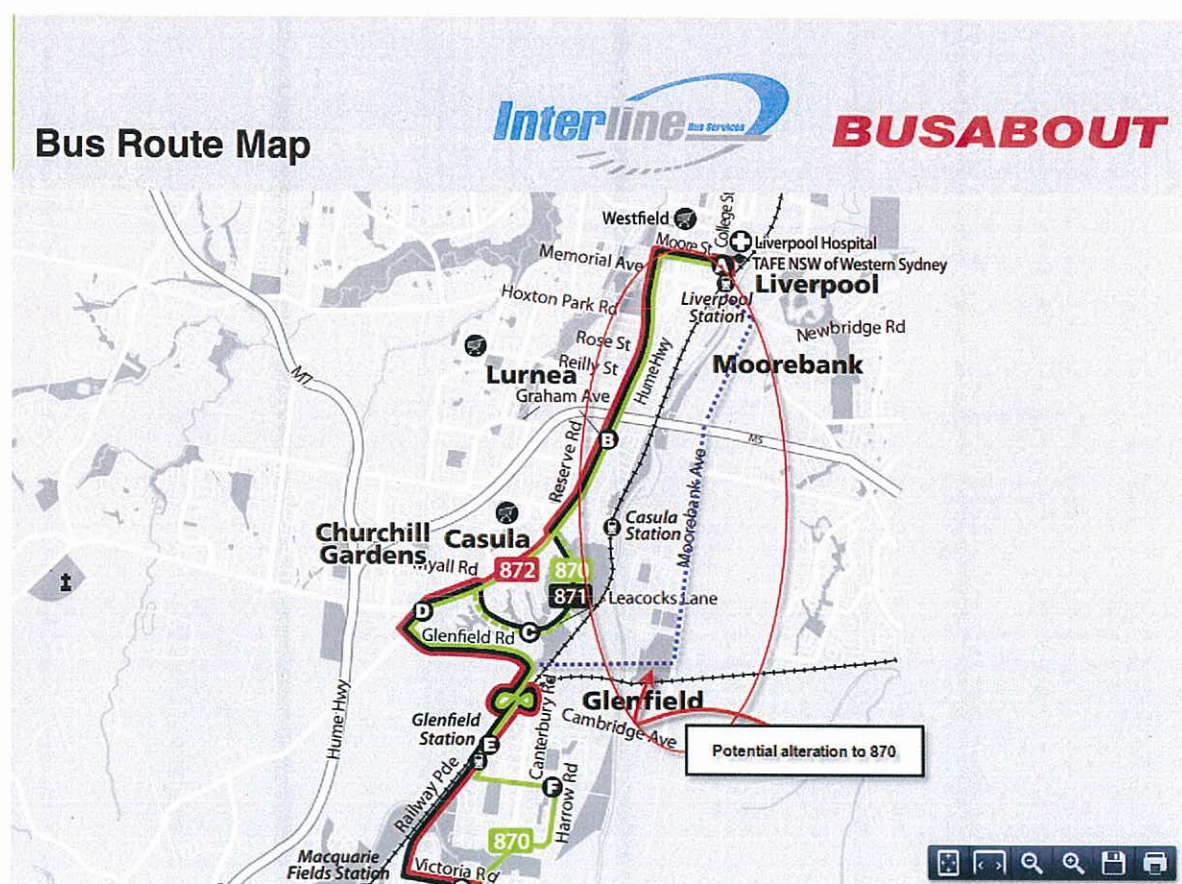 Interline
Bus Services
BUSABOUT
Bus Route Map
Westfield
College St
Moore St
Liverpool Hospital
Memorial Ave
A
TAFE NSW of Western Sydney
Liverpool
Hoxton Park Rd
Liverpool
Station
Newbridge Rd
Rose St
Reilly St
Hume Hwy
Moorebank
M7
Lurnea
Graham Ave
B
M5
Reserve Rd
Moorebank Ave
Casula
Station
Churchill
Gardens
Casula
yall Rd
872
870
871
Leacocks Lane
D
Glenfield Rd
C
Glenfield
Canterbury Rd
Cambridge Ave
Glenfield
Station
E
Hume Hwy
Potential alteration to 870
Railway Pde
F
Harrow Rd
870
Macquarie
Fields Station
Victoria Rd